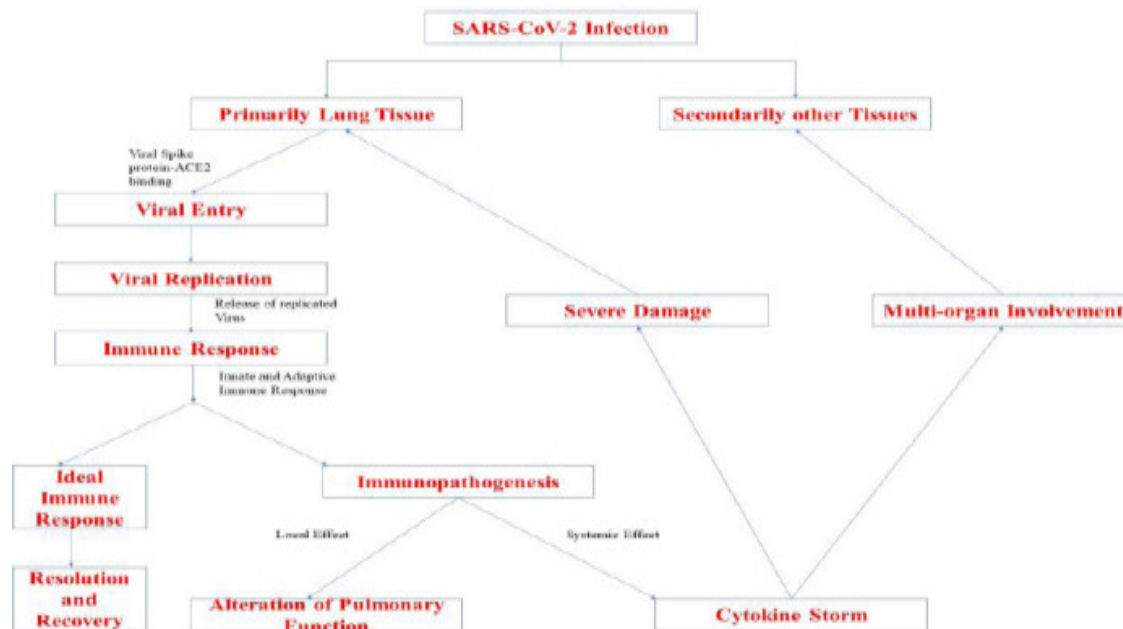 SARS-CoV-2 Infection
Primarily Lung Tissue
Secondarily other Tissues
Viral Spike
protein-ACE2
binding
Viral Entry
Viral Replication
Release of replicated
Virus
Severe Damage
Multi-organ Involvement
Immune Response
Innate and Adaptive
Immune Response
Ideal
Immune
Response
Immunopathogenesis
Local Effect
Systemic Effect
Resolution
and
Recovery
Alteration of Pulmonary
Function
Cytokine Storm